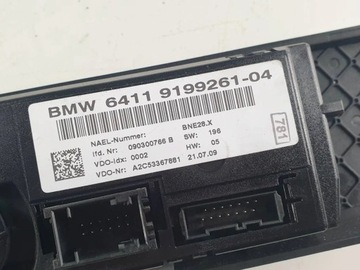 BMW 6411 9199261-04
NAEL-Nummer: BNE28.X
lfd. Nr: 090300766 B SW: 196
VDO-Idx: 0002 HW: 05
VDO-Nr: A2C53367881 21.07.09
781